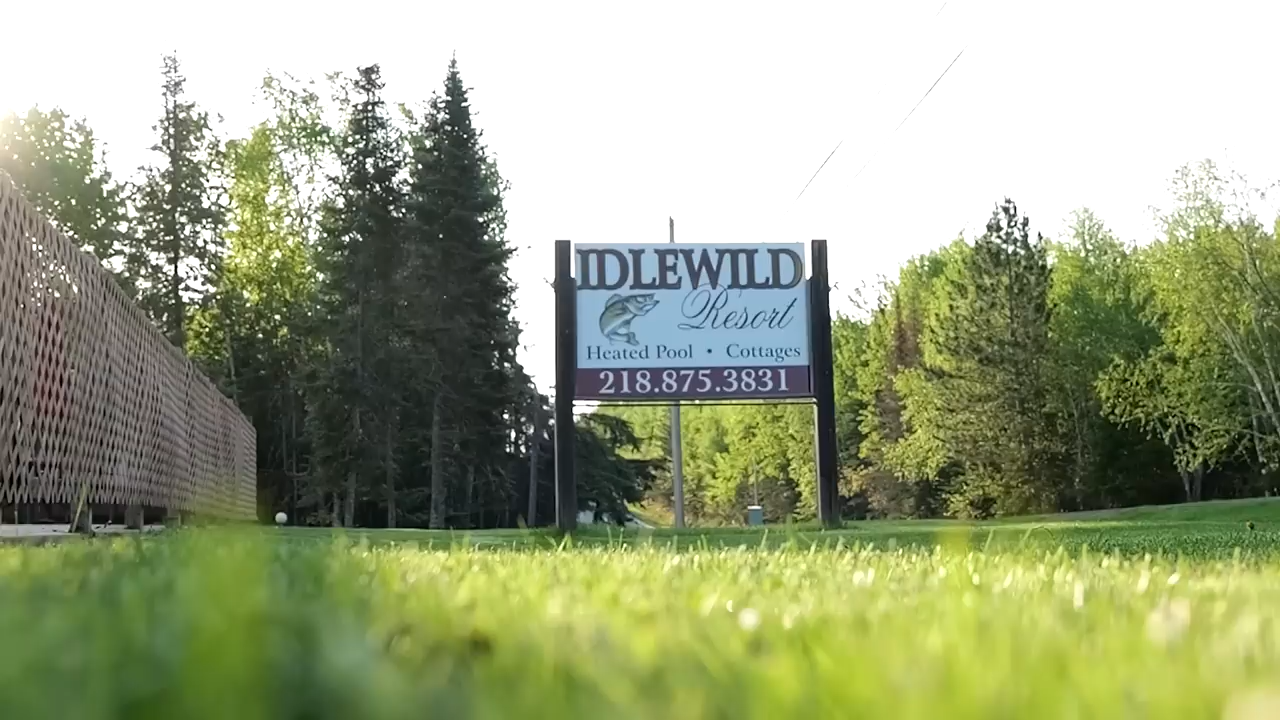 IDLEWILD
Resort
Heated Pool • Cottages
218.875.3831